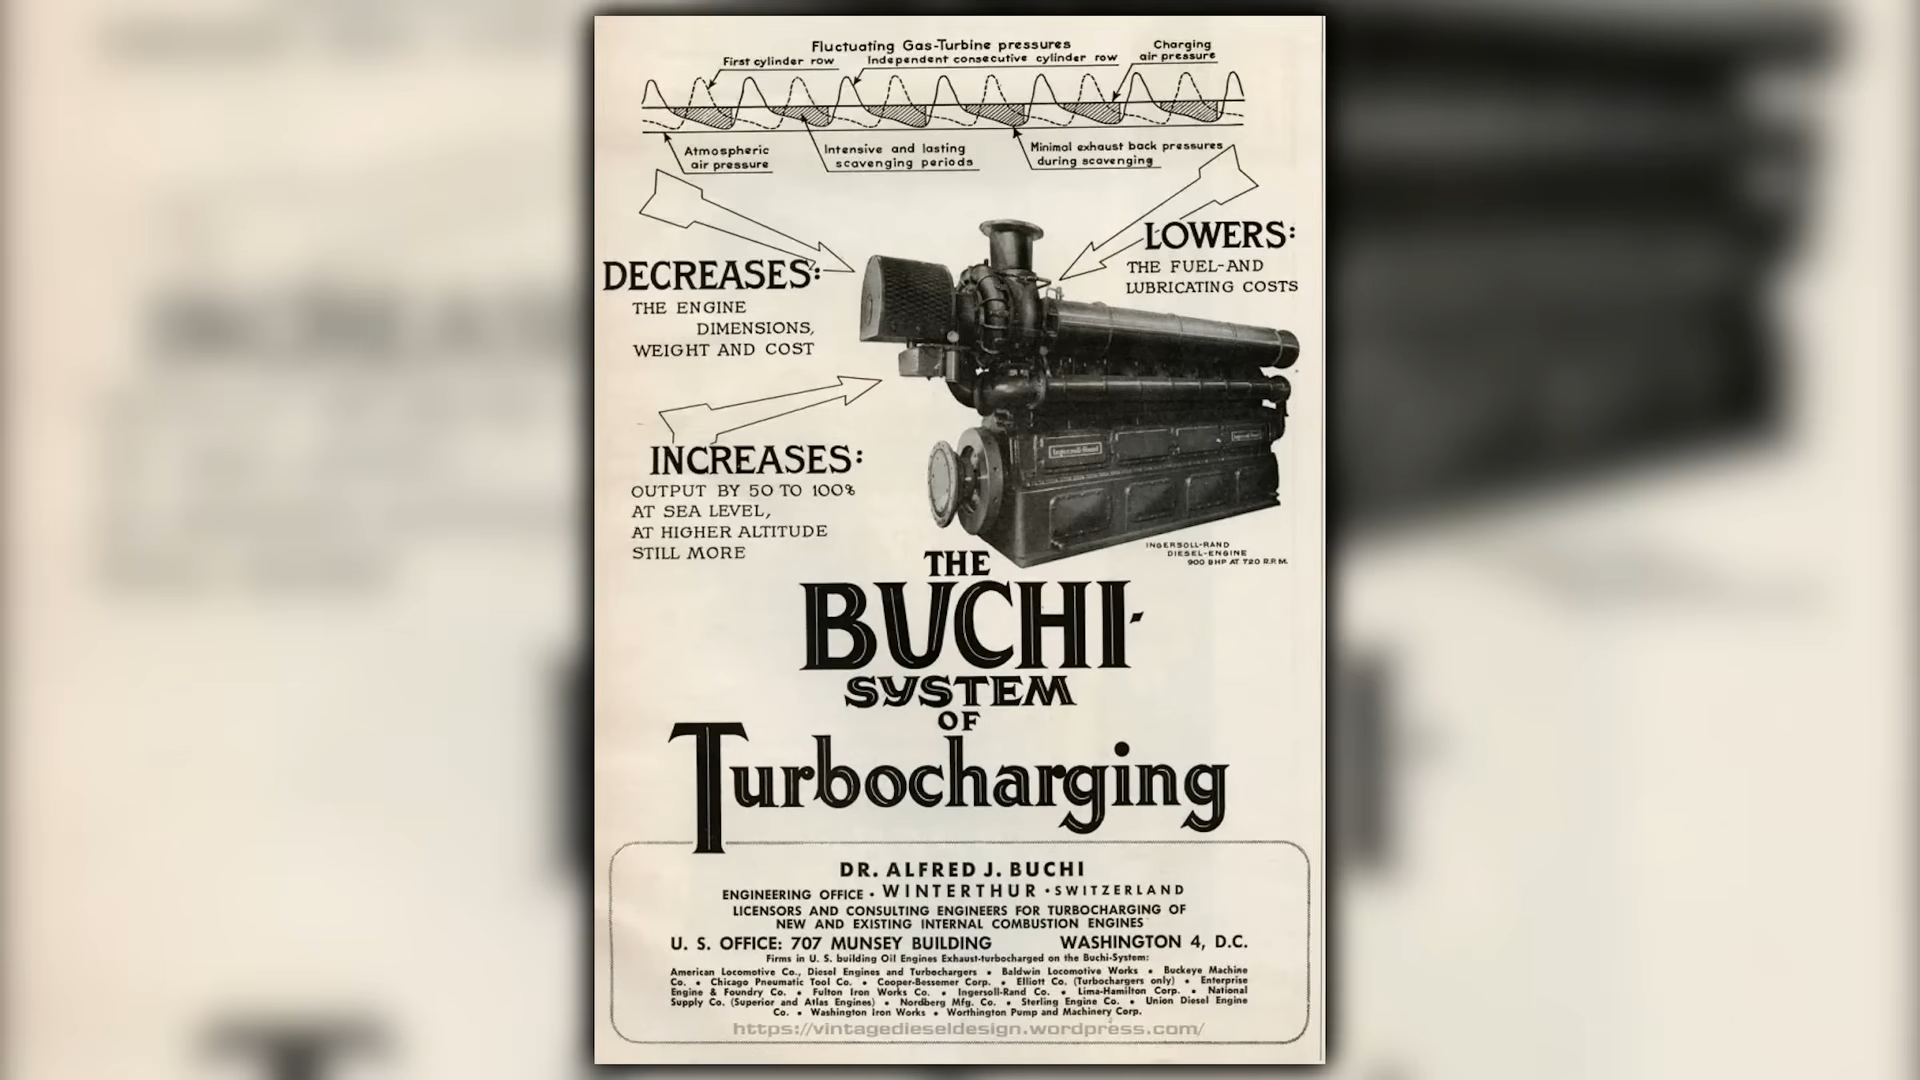 Fluctuating Gas-Turbine pressures
First cylinder row
Independent consecutive cylinder row
Charging
air pressure
Atmospheric
air pressure
Intensive and lasting
scavenging periods
Minimal exhaust back pressures
during scavenging
DECREASES:
THE ENGINE
DIMENSIONS,
WEIGHT AND COST
LOWERS:
THE FUEL-AND
LUBRICATING COSTS
INCREASES:
OUTPUT BY 50 TO 100%
AT SEA LEVEL,
AT HIGHER ALTITUDE
STILL MORE
Ingersoll-Rand
INGERSOLL-RAND
DIESEL-ENGINE
900 BHP AT 720 R.P.M.
THE
BUCHI-
SYSTEM
OF
Turbocharging
DR. ALFRED J. BUCHI
ENGINEERING OFFICE • WINTERTHUR • SWITZERLAND
LICENSORS AND CONSULTING ENGINEERS FOR TURBOCHARGING OF
NEW AND EXISTING INTERNAL COMBUSTION ENGINES
U. S. OFFICE: 707 MUNSEY BUILDING WASHINGTON 4, D.C.
Firms in U. S. building Oil Engines Exhaust-turbocharged on the Buchi-System:
American Locomotive Co., Diesel Engines and Turbochargers • Baldwin Locomotive Works • Buckeye Machine
Co. • Chicago Pneumatic Tool Co. • Cooper-Bessemer Corp. • Elliott Co. (Turbochargers only) • Enterprise
Engine & Foundry Co. • Fulton Iron Works Co. • Ingersoll-Rand Co. • Lima-Hamilton Corp. • National
Supply Co. (Superior and Atlas Engines) • Nordberg Mfg. Co. • Sterling Engine Co. • Union Diesel Engine
Co. • Washington Iron Works • Worthington Pump and Machinery Corp.
https://vintagedieseldesign.wordpress.com/